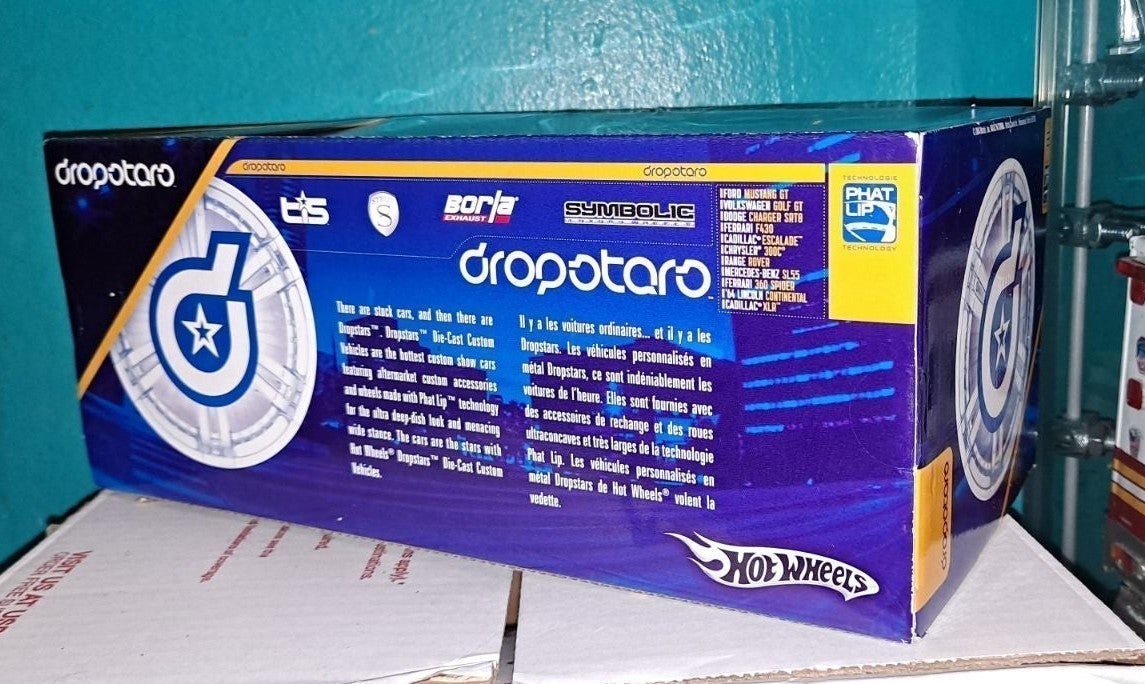 dropstars
dropstars
dropstars
tis
S
Borla
EXHAUST
SYMBOLIC
dropstars™
FORD MUSTANG GT
VOLKSWAGEN GOLF GT
DODGE CHARGER SRT8
FERRARI F430
CADILLAC® ESCALADE™
CHRYSLER® 300C®
RANGE ROVER
MERCEDES-BENZ SL55
FERRARI 360 SPIDER
'64 LINCOLN CONTINENTAL
CADILLAC® XLR™
TECHNOLOGIE
PHAT
LIP
TECHNOLOGY
There are stock cars, and then there are
Dropstars™. Dropstars™ Die-Cast Custom
Vehicles are the hottest custom show cars
featuring aftermarket custom accessories
and wheels made with Phat Lip™ technology
for the ultra deep-dish look and menacing
wide stance. The cars are the stars with
Hot Wheels® Dropstars™ Die-Cast Custom
Vehicles.
Il y a les voitures ordinaires... et il y a les
Dropstars. Les véhicules personnalisés en
métal Dropstars, ce sont indéniablement les
voitures de l'heure. Elles sont fournies avec
des accessoires de rechange et des roues
ultraconcaves et très larges de la technologie
Phat Lip. Les véhicules personnalisés en
métal Dropstars de Hot Wheels® volent la
vedette.
HOT WHEELS
dropstars
VISIT US AT USP